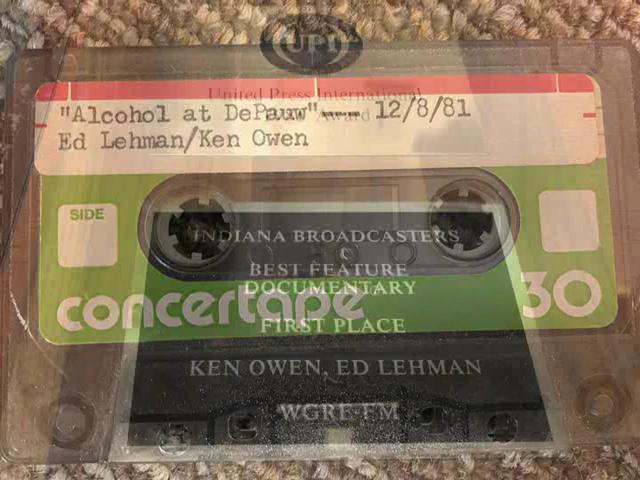 UPI
United Press International
Award
"Alcohol at DePauw"--- 12/8/81
Ed Lehman/Ken Owen
SIDE
INDIANA BROADCASTERS
BEST FEATURE
DOCUMENTARY
concertape
30
FIRST PLACE
KEN OWEN, ED LEHMAN
WGRE-FM